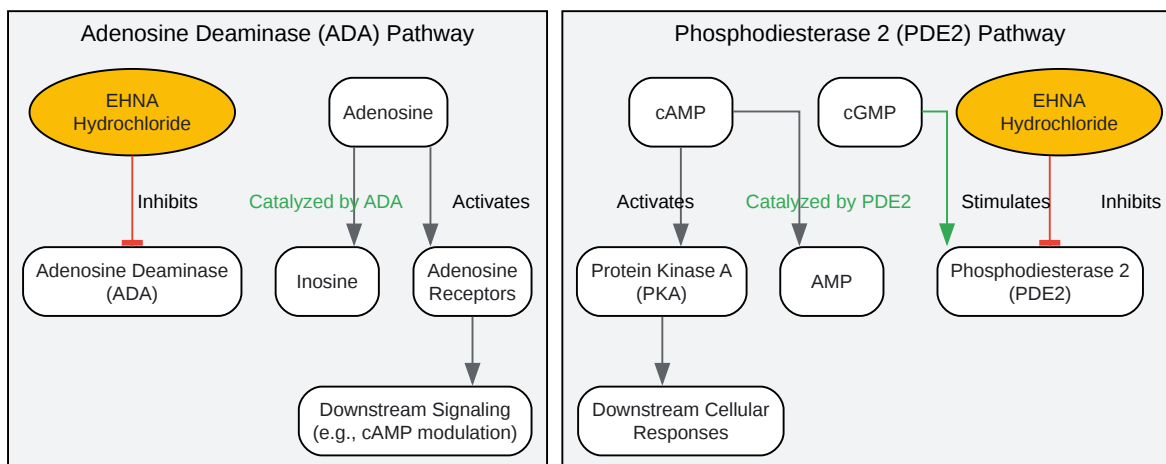 Adenosine Deaminase (ADA) Pathway
EHNA
Hydrochloride
Adenosine
Inhibits
Catalyzed by ADA
Activates
Adenosine Deaminase
(ADA)
Inosine
Adenosine
Receptors
Downstream Signaling
(e.g., cAMP modulation)
Phosphodiesterase 2 (PDE2) Pathway
cAMP
cGMP
EHNA
Hydrochloride
Activates
Catalyzed by PDE2
Stimulates
Inhibits
Protein Kinase A
(PKA)
AMP
Phosphodiesterase 2
(PDE2)
Downstream Cellular
Responses